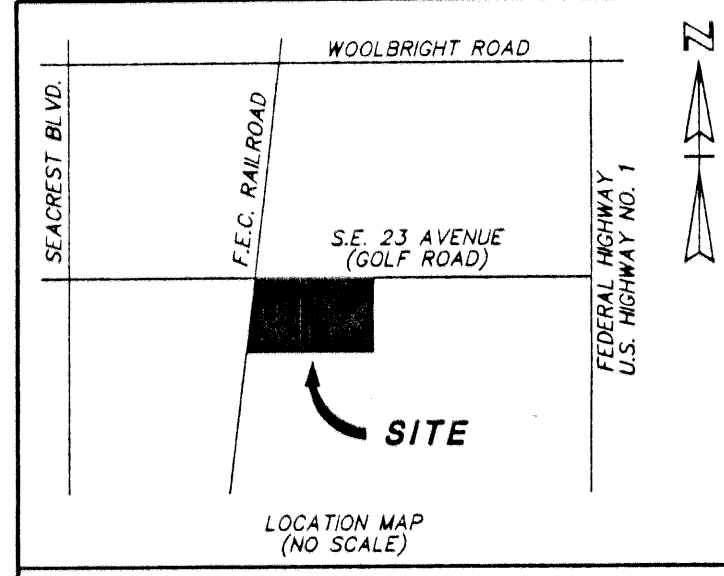 WOOLBRIGHT ROAD
N
SEACREST BLVD.
F.E.C. RAILROAD
S.E. 23 AVENUE
(GOLF ROAD)
FEDERAL HIGHWAY
U.S. HIGHWAY NO. 1
SITE
LOCATION MAP
(NO SCALE)